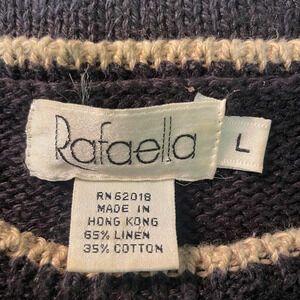 Rafaella
L
RN 62018
MADE IN
HONG KONG
65% LINEN
35% COTTON